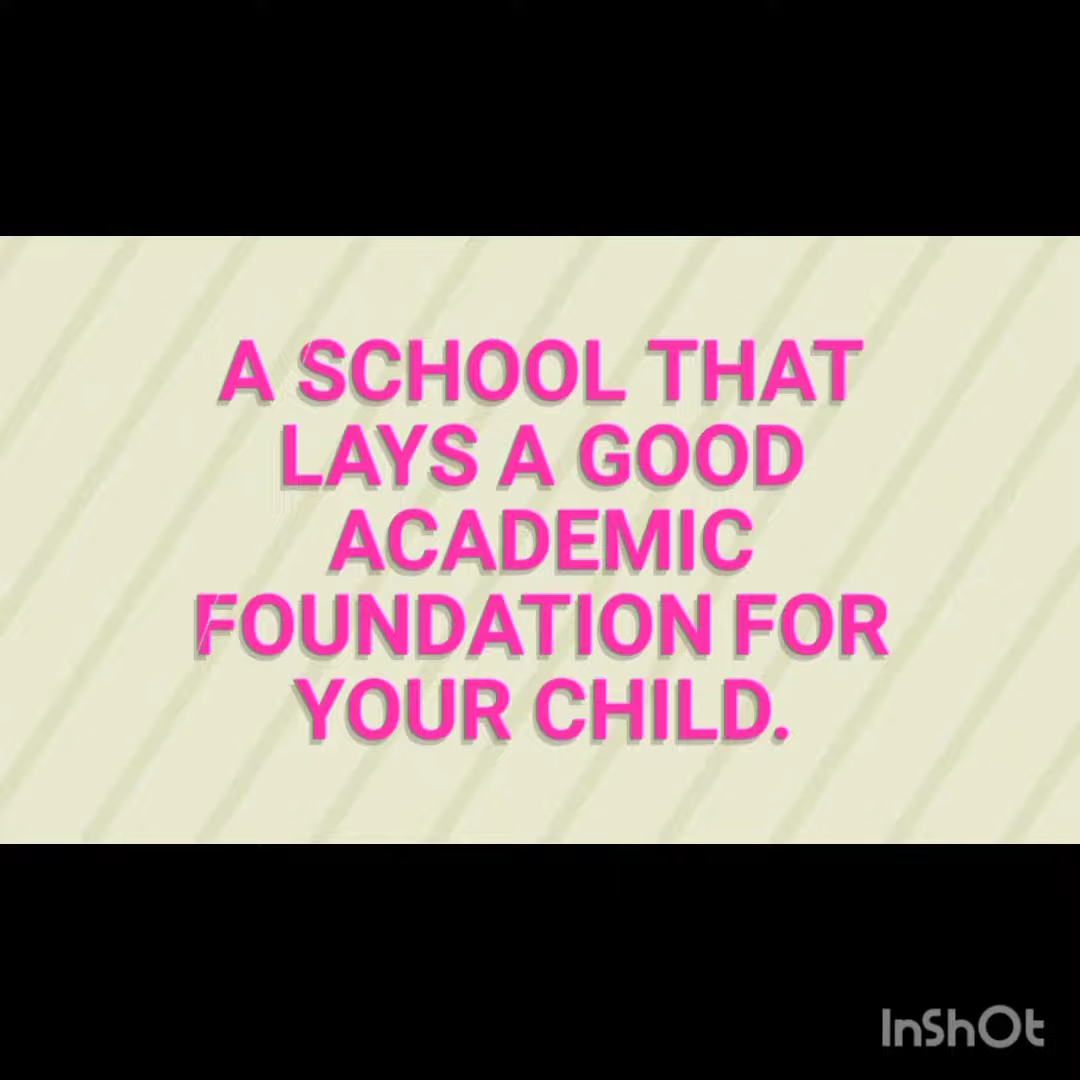 A SCHOOL THAT
LAYS A GOOD
ACADEMIC
FOUNDATION FOR
YOUR CHILD.
InShOt